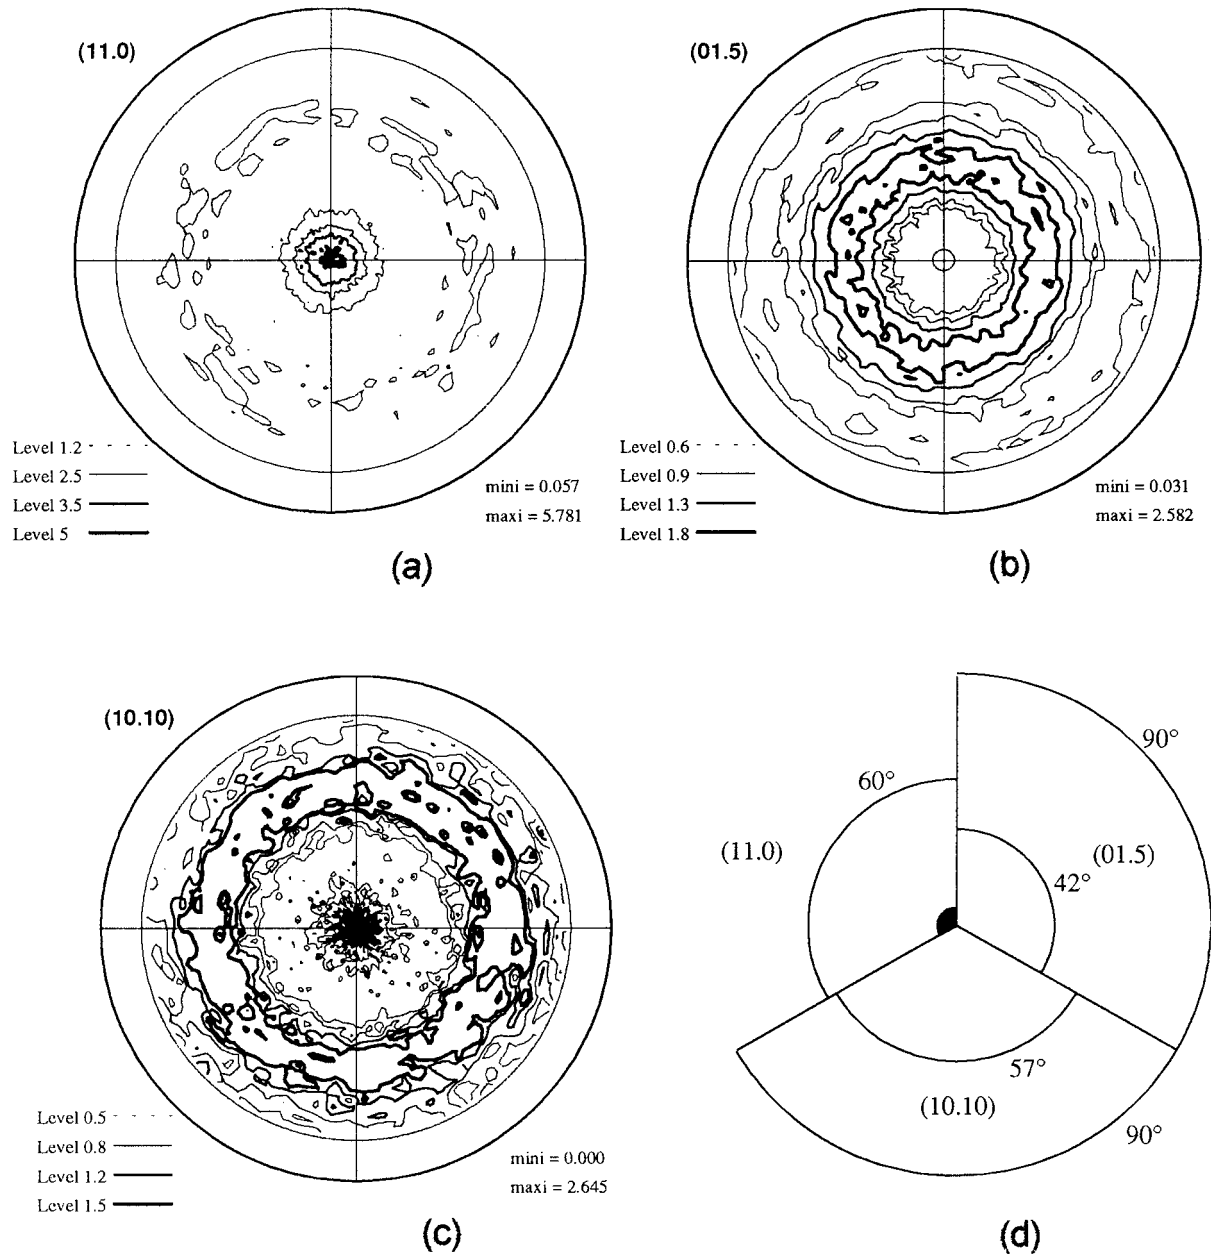 (11.0)
Level 1.2
Level 2.5
Level 3.5
Level 5
mini = 0.057
maxi = 5.781
(a)
(01.5)
Level 0.6
Level 0.9
Level 1.3
Level 1.8
mini = 0.031
maxi = 2.582
(b)
(10.10)
Level 0.5
Level 0.8
Level 1.2
Level 1.5
mini = 0.000
maxi = 2.645
(c)
90°
60°
(11.0)
(01.5)
42°
57°
(10.10)
90°
(d)